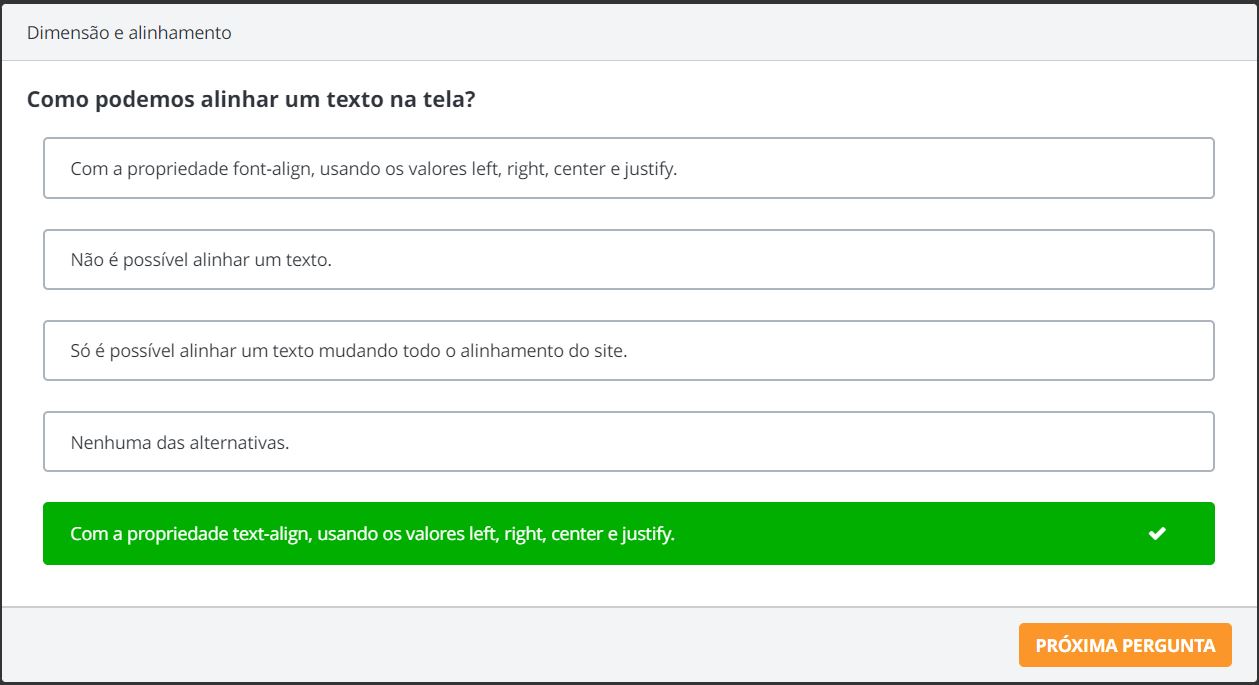 Dimensão e alinhamento
Como podemos alinhar um texto na tela?
Com a propriedade font-align, usando os valores left, right, center e justify.
Não é possível alinhar um texto.
Só é possível alinhar um texto mudando todo o alinhamento do site.
Nenhuma das alternativas.
Com a propriedade text-align, usando os valores left, right, center e justify.
PRÓXIMA PERGUNTA